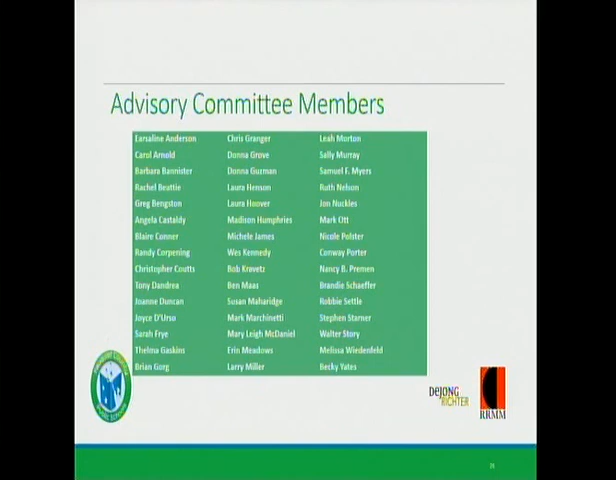 Advisory Committee Members
Earsaline Anderson Chris Granger Leah Morton
Carol Arnold Donna Grove Sally Murray
Barbara Bannister Donna Guzman Samuel F. Myers
Rachel Beattie Laura Henson Ruth Nelson
Greg Bengston Laura Hoover Jon Nuckles
Angela Castaldy Madison Humphries Mark Ott
Blaire Conner Michele James Nicole Polster
Randy Corpening Wes Kennedy Conway Porter
Christopher Coutts Bob Kravetz Nancy B. Premen
Tony Dandrea Ben Maas Brandie Schaeffer
Joanne Duncan Susan Maharidge Robbie Settle
Joyce D'Urso Mark Marchinetti Stephen Starner
Sarah Frye Mary Leigh McDaniel Walter Story
Thelma Gaskins Erin Meadows Melissa Wiedenfeld
Brian Gorg Larry Miller Becky Yates
DEJONG
RICHTER
RRMM